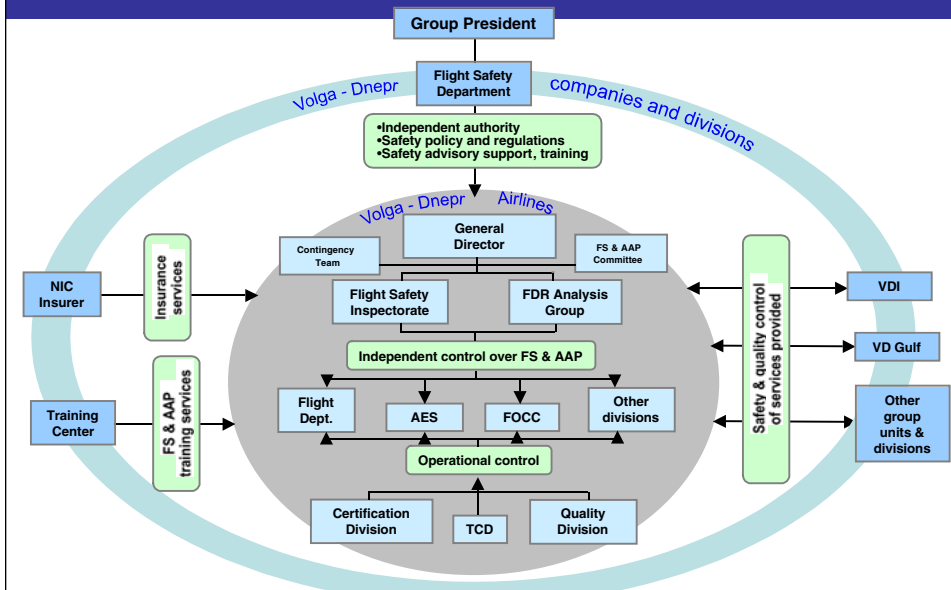 Group President
Flight Safety
Department
Volga - Dnepr
companies and divisions
•Independent authority
•Safety policy and regulations
•Safety advisory support, training
Volga - Dnepr Airlines
General
Director
Contingency
Team
FS & AAP
Committee
Flight Safety
Inspectorate
FDR Analysis
Group
Independent control over FS & AAP
Flight
Dept.
AES
FOCC
Other
divisions
Operational control
Certification
Division
TCD
Quality
Division
NIC
Insurer
Insurance
services
Training
Center
FS & AAP
training services
Safety & quality control
of services provided
VDI
VD Gulf
Other
group
units &
divisions